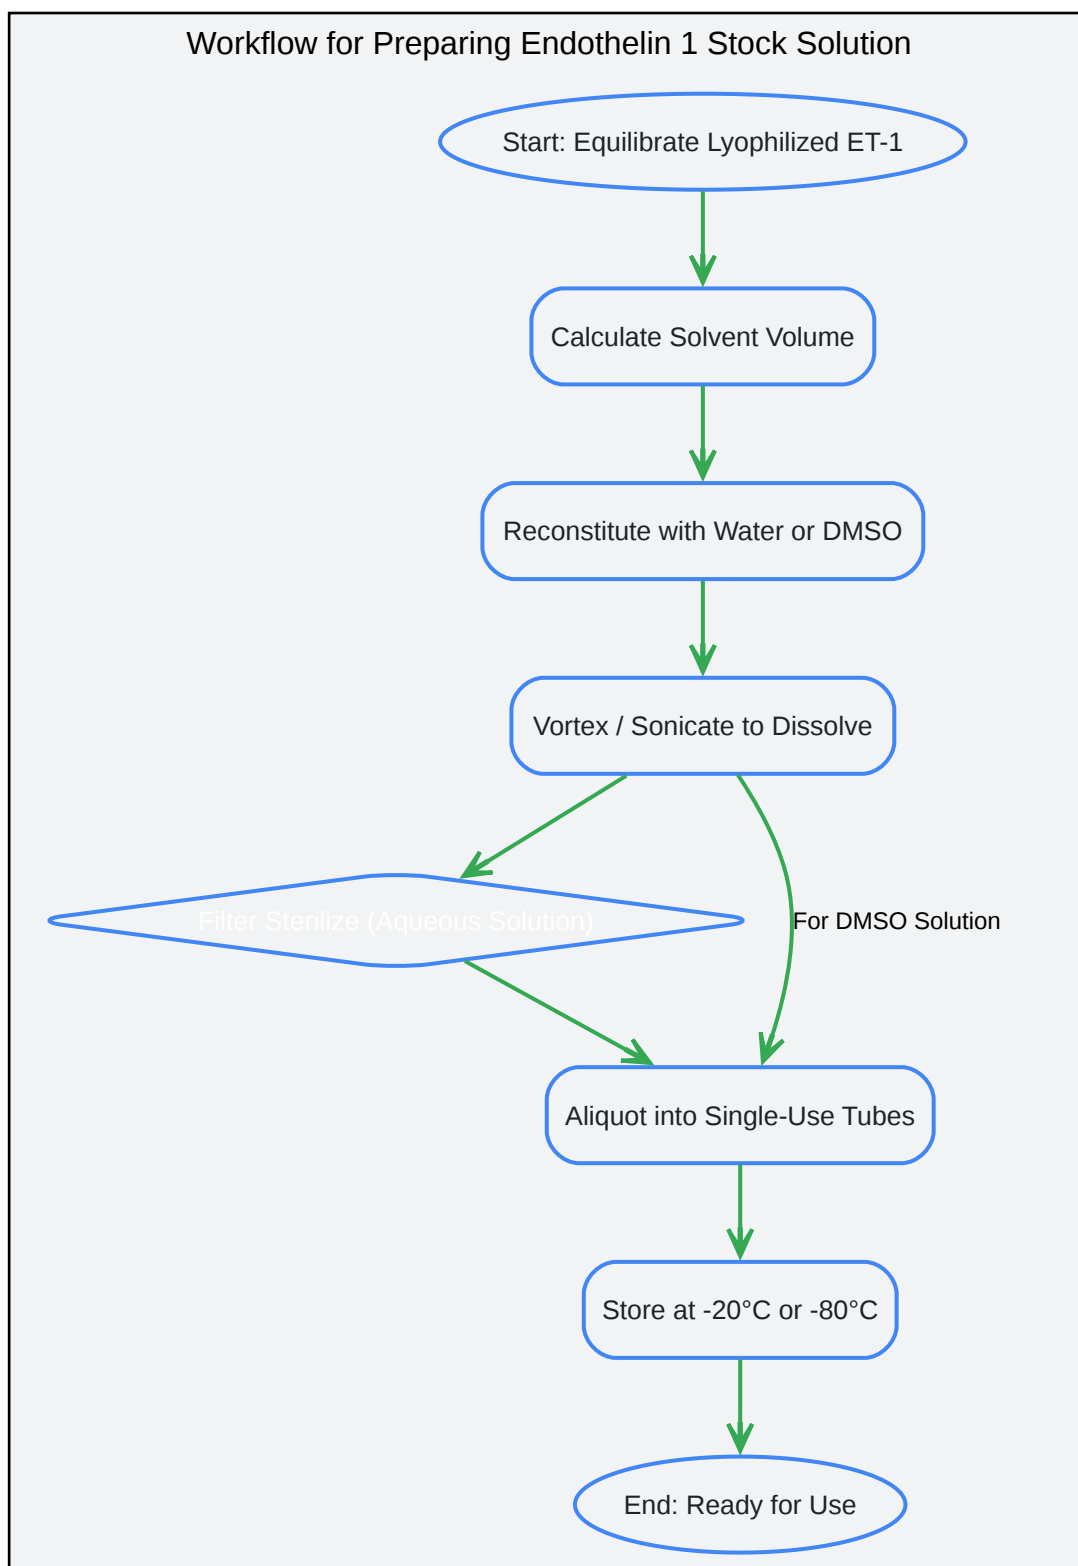 Workflow for Preparing Endothelin 1 Stock Solution
Start: Equilibrate Lyophilized ET-1
Calculate Solvent Volume
Reconstitute with Water or DMSO
Vortex / Sonicate to Dissolve
Filter Sterilize (Aqueous Solution)
For DMSO Solution
Aliquot into Single-Use Tubes
Store at -20°C or -80°C
End: Ready for Use